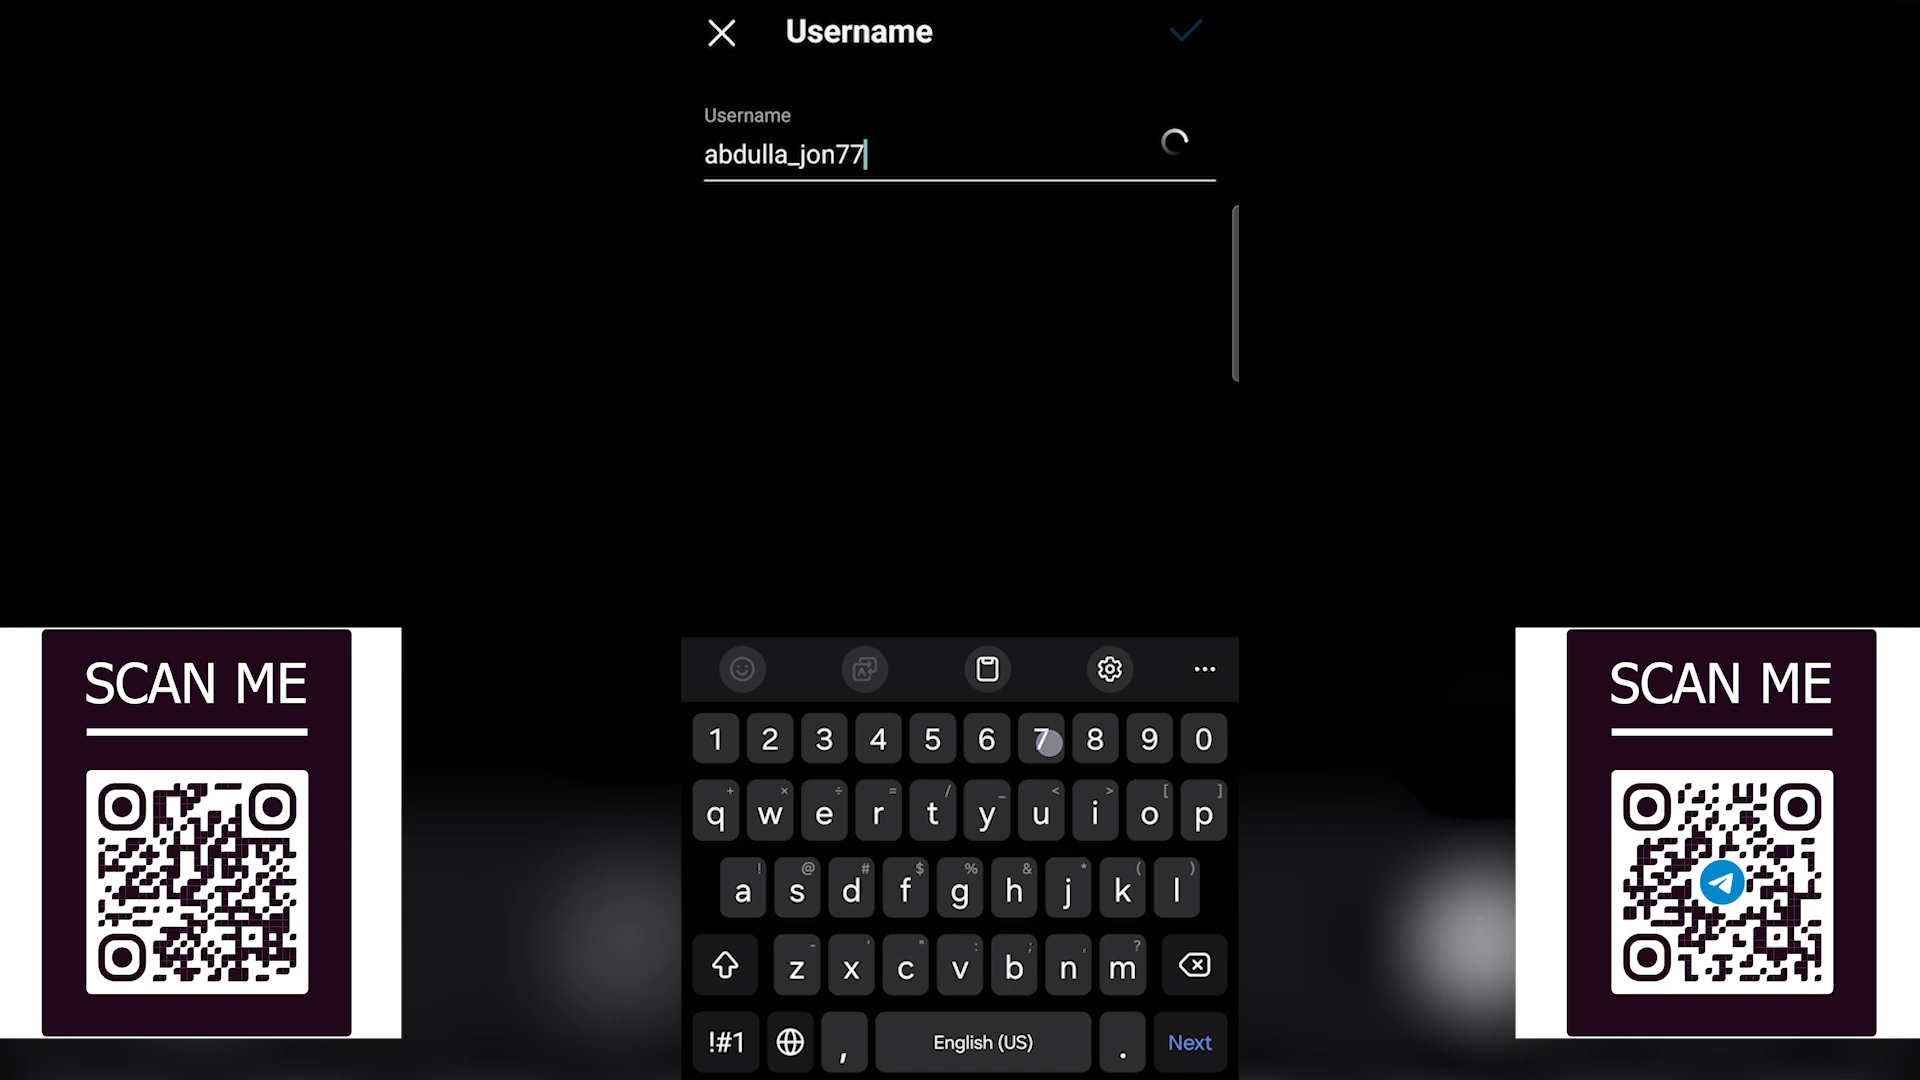 Username
Username
abdulla_jon77
SCAN ME
SCAN ME
1 2 3 4 5 6 7 8 9 0
+ × ÷ = / _ < > [ ]
q w e r t y u i o p
! @ # $ % & * ( )
a s d f g h j k l
- ' " : ; , ?
z x c v b n m
!#1 , English (US) . Next